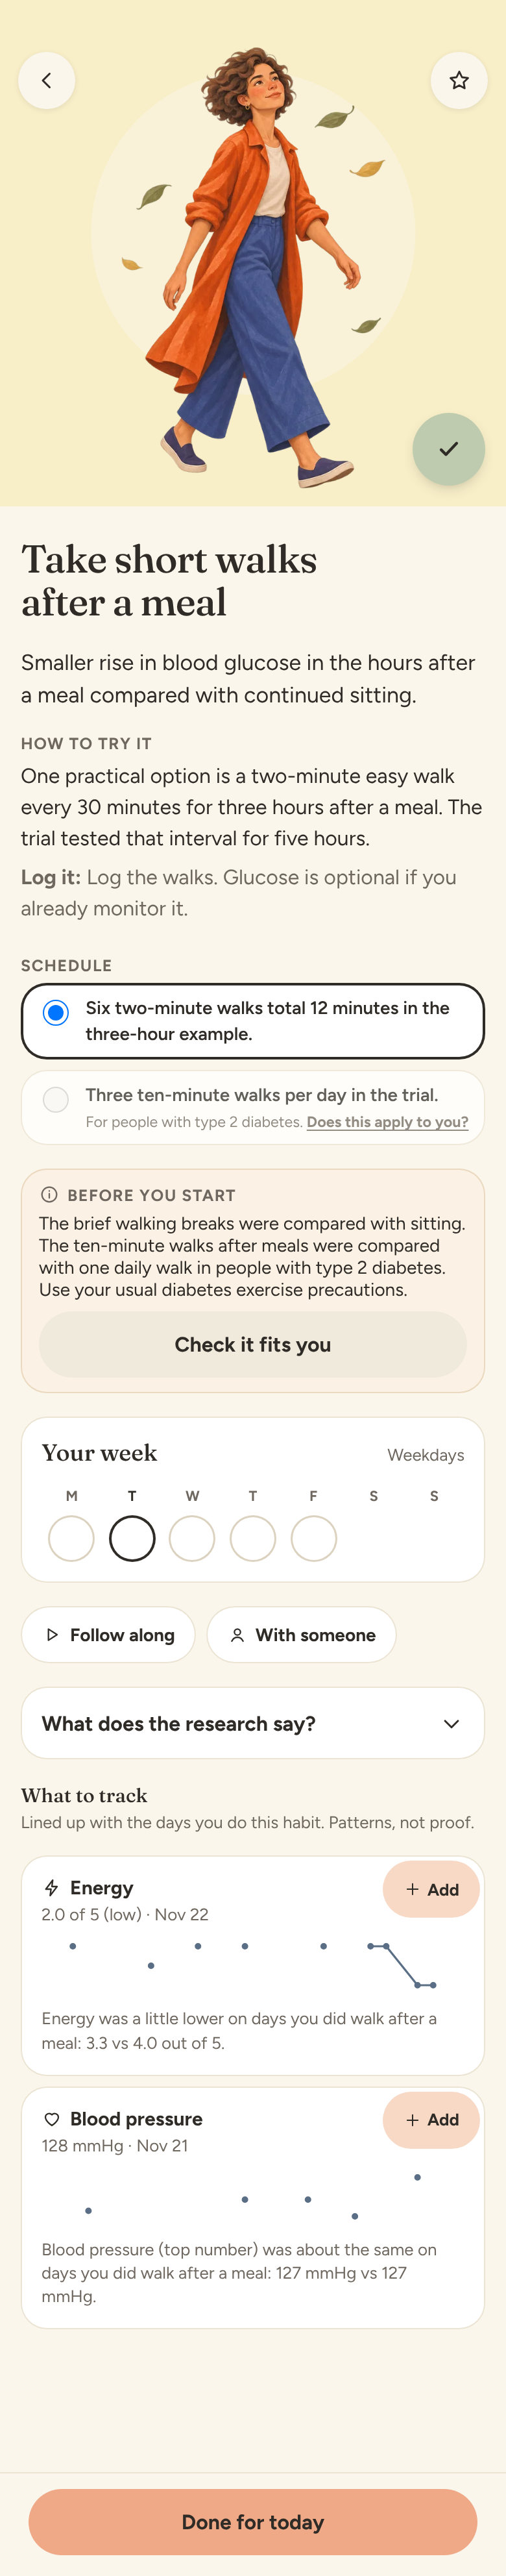 Take short walks
after a meal
Smaller rise in blood glucose in the hours after
a meal compared with continued sitting.
HOW TO TRY IT
One practical option is a two-minute easy walk
every 30 minutes for three hours after a meal. The
trial tested that interval for five hours.
Log it: Log the walks. Glucose is optional if you
already monitor it.
SCHEDULE
Six two-minute walks total 12 minutes in the
three-hour example.
Three ten-minute walks per day in the trial.
For people with type 2 diabetes. Does this apply to you?
BEFORE YOU START
The brief walking breaks were compared with sitting.
The ten-minute walks after meals were compared
with one daily walk in people with type 2 diabetes.
Use your usual diabetes exercise precautions.
Check it fits you
Your week Weekdays
M T W T F S S
Follow along With someone
What does the research say?
What to track
Lined up with the days you do this habit. Patterns, not proof.
Energy + Add
2.0 of 5 (low) · Nov 22
Energy was a little lower on days you did walk after a
meal: 3.3 vs 4.0 out of 5.
Blood pressure + Add
128 mmHg · Nov 21
Blood pressure (top number) was about the same on
days you did walk after a meal: 127 mmHg vs 127
mmHg.
Done for today